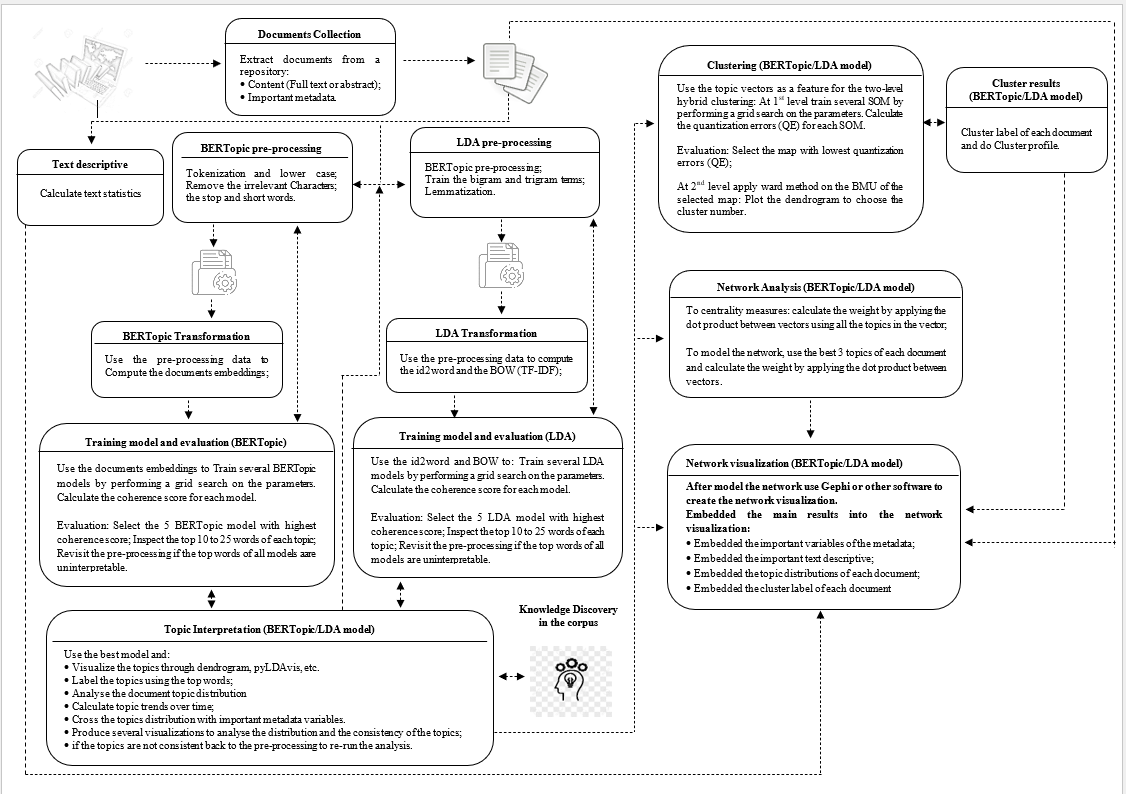 Documents Collection
Extract documents from a
repository:
• Content (Full text or abstract);
• Important metadata.
Text descriptive
Calculate text statistics
BERTopic pre-processing
Tokenization and lower case;
Remove the irrelevant Characters;
the stop and short words.
LDA pre-processing
BERTopic pre-processing;
Train the bigram and trigram terms;
Lemmatization.
BERTopic Transformation
Use the pre-processing data to
Compute the documents embeddings;
LDA Transformation
Use the pre-processing data to compute
the id2word and the BOW (TF-IDF);
Training model and evaluation (BERTopic)
Use the documents embeddings to Train several BERTopic
models by performing a grid search on the parameters.
Calculate the coherence score for each model.
Evaluation: Select the 5 BERTopic model with highest
coherence score; Inspect the top 10 to 25 words of each topic;
Revisit the pre-processing if the top words of all models aare
uninterpretable.
Training model and evaluation (LDA)
Use the id2word and BOW to: Train several LDA
models by performing a grid search on the parameters.
Calculate the coherence score for each model.
Evaluation: Select the 5 LDA model with highest
coherence score; Inspect the top 10 to 25 words of each
topic; Revisit the pre-processing if the top words of all
models are uninterpretable.
Topic Interpretation (BERTopic/LDA model)
Use the best model and:
• Visualize the topics through dendrogram, pyLDAvis, etc.
• Label the topics using the top words;
• Analyse the document topic distribution
• Calculate topic trends over time;
• Cross the topics distribution with important metadata variables.
• Produce several visualizations to analyse the distribution and the consistency of the topics;
• if the topics are not consistent back to the pre-processing to re-run the analysis.
Knowledge Discovery
in the corpus
Clustering (BERTopic/LDA model)
Use the topic vectors as a feature for the two-level
hybrid clustering: At 1st level train several SOM by
performing a grid search on the parameters. Calculate
the quantization errors (QE) for each SOM.
Evaluation: Select the map with lowest quantization
errors (QE);
At 2nd level apply ward method on the BMU of the
selected map: Plot the dendrogram to choose the
cluster number.
Cluster results
(BERTopic/LDA model)
Cluster label of each document
and do Cluster profile.
Network Analysis (BERTopic/LDA model)
To centrality measures: calculate the weight by applying the
dot product between vectors using all the topics in the vector;
To model the network, use the best 3 topics of each document
and calculate the weight by applying the dot product between
vectors.
Network visualization (BERTopic/LDA model)
After model the network use Gephi or other software to
create the network visualization.
Embedded the main results into the network
visualization:
• Embedded the important variables of the metadata;
• Embedded the important text descriptive;
• Embedded the topic distributions of each document;
• Embedded the cluster label of each document